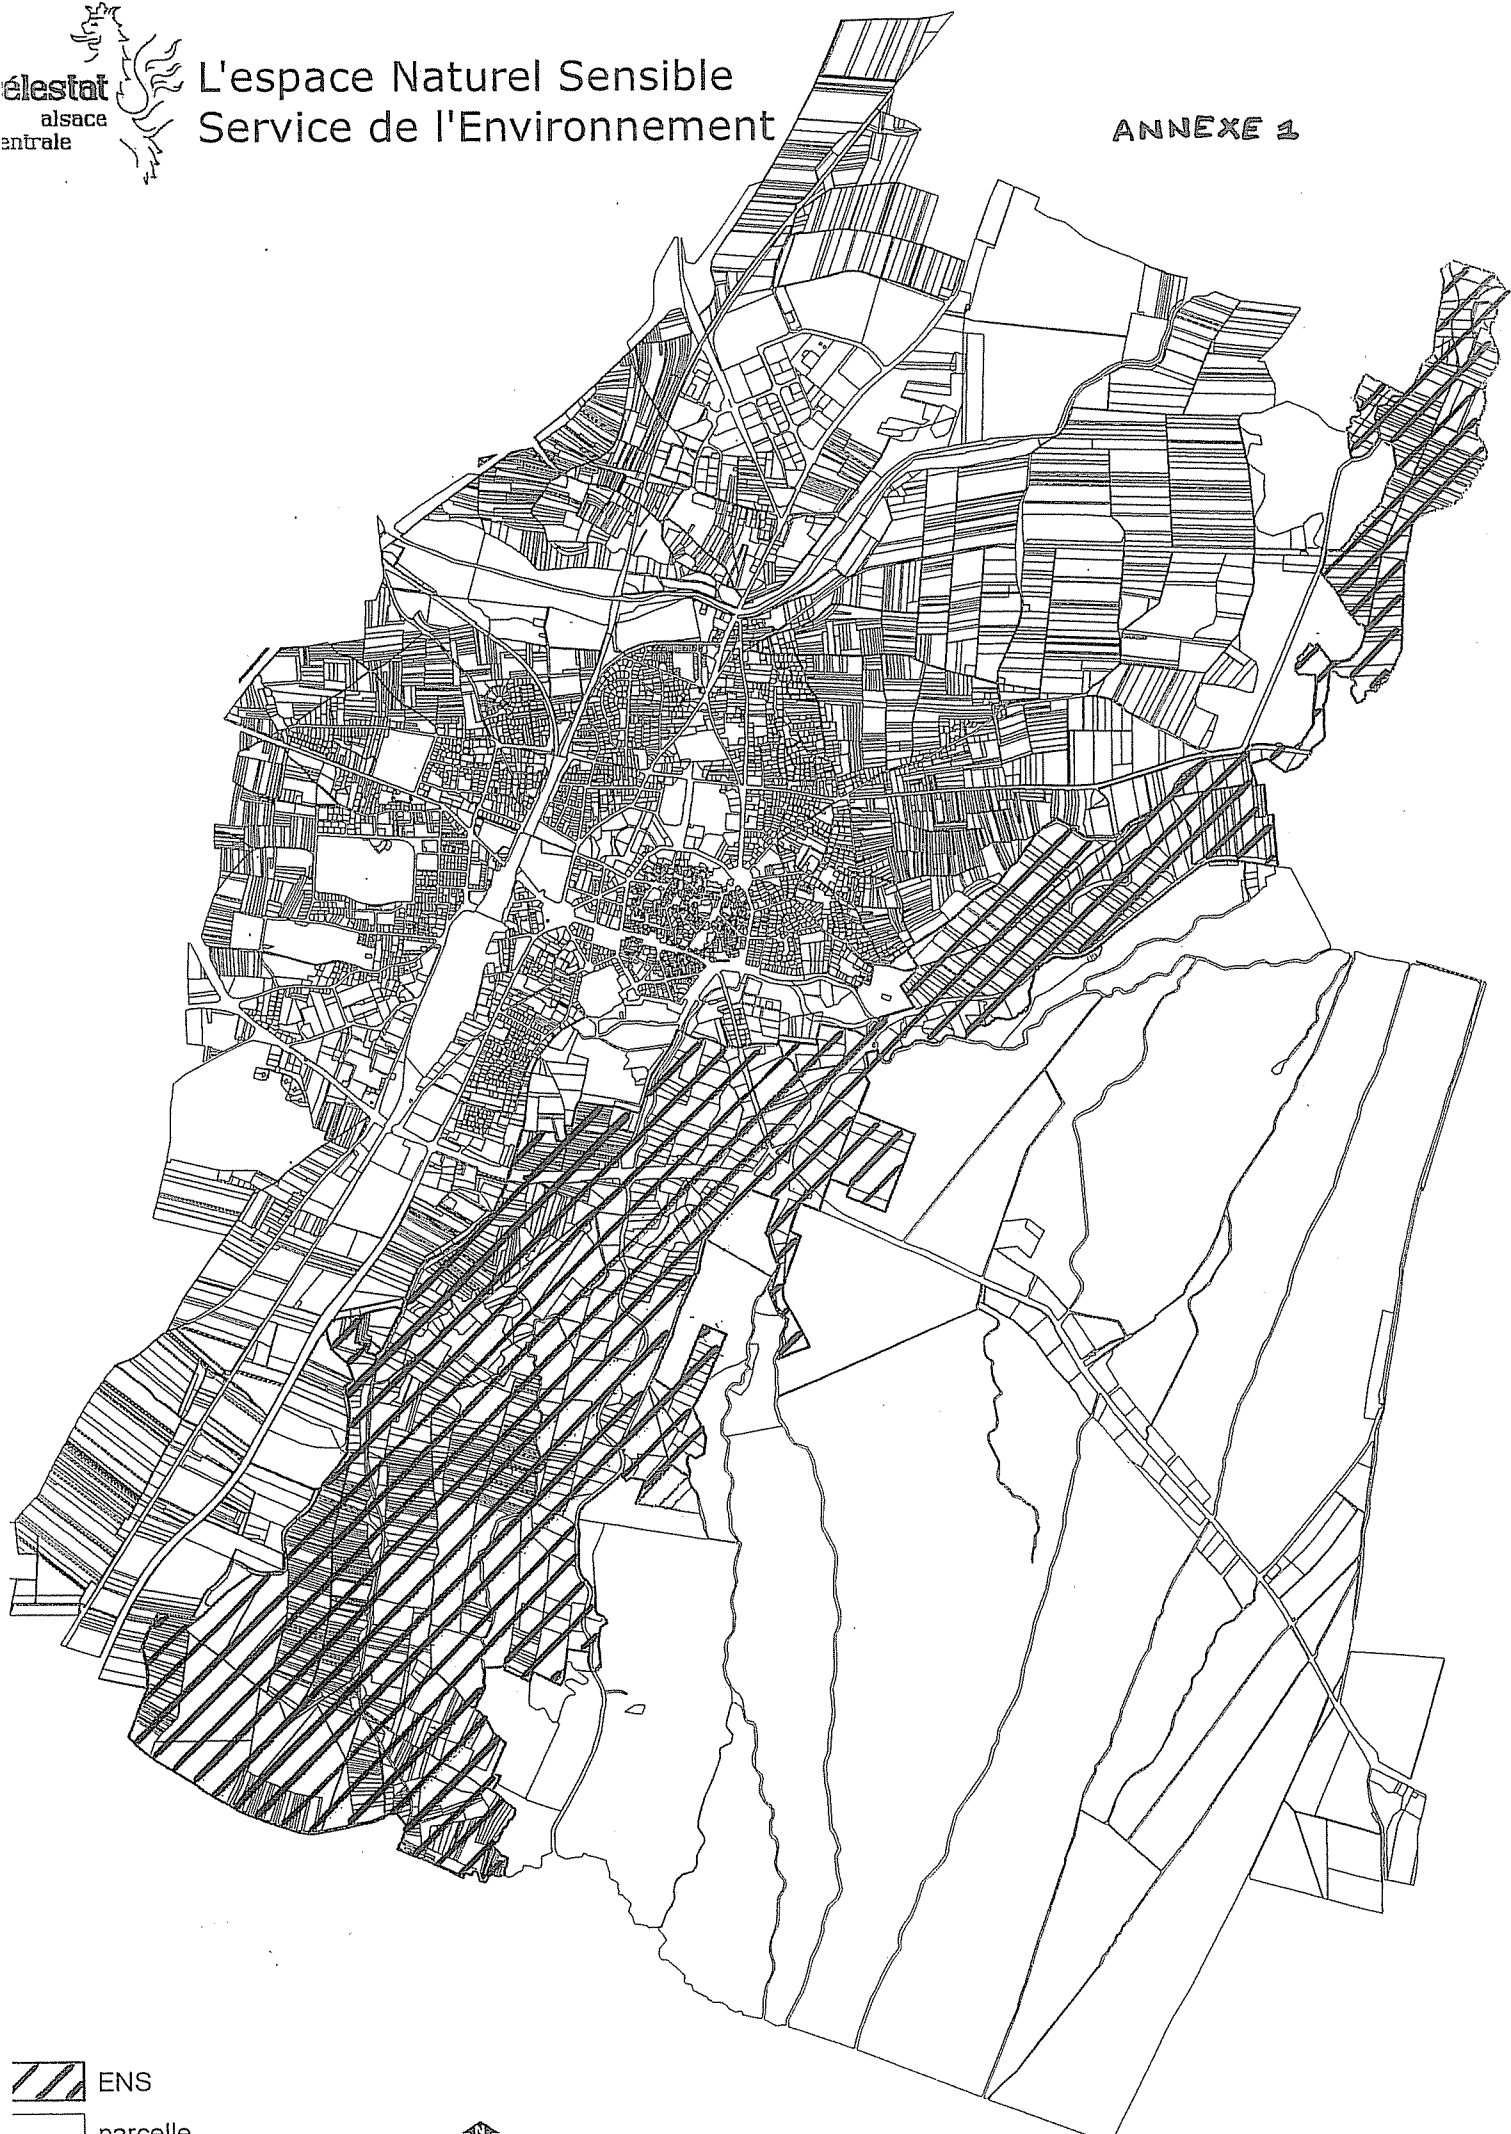 élestat
alsace
entrale
L'espace Naturel Sensible
Service de l'Environnement
ANNEXE 1
ENS
parcelle